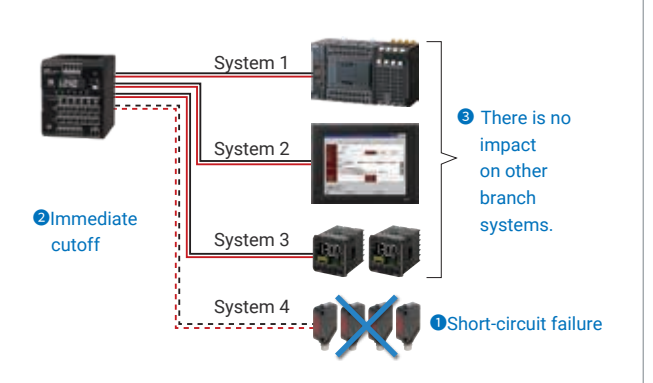 System 1
System 2
System 3
System 4
❶Short-circuit failure
❷Immediate
cutoff
❸ There is no
impact
on other
branch
systems.